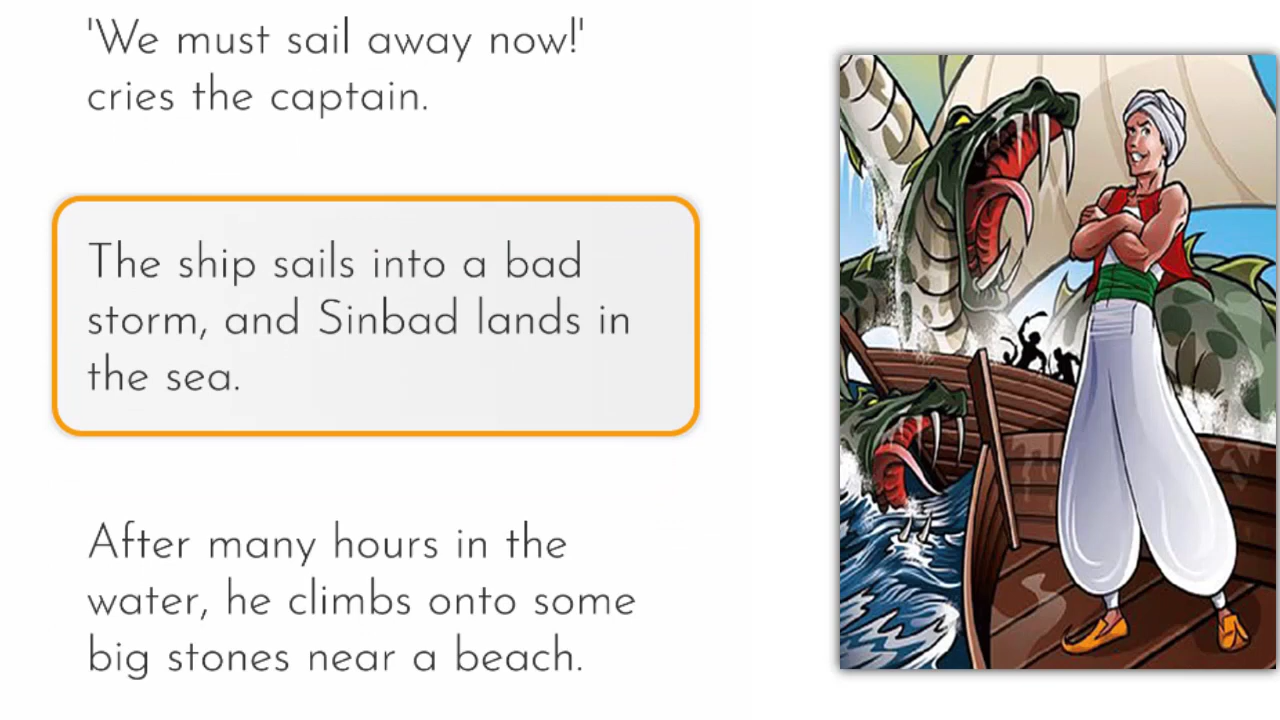 'We must sail away now!'
cries the captain.
The ship sails into a bad
storm, and Sinbad lands in
the sea.
After many hours in the
water, he climbs onto some
big stones near a beach.